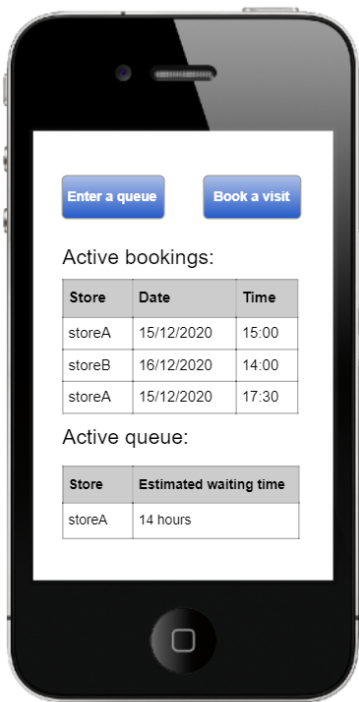 Enter a queue Book a visit
Active bookings:
Store Date Time
storeA 15/12/2020 15:00
storeB 16/12/2020 14:00
storeA 15/12/2020 17:30
Active queue:
Store Estimated waiting time
storeA 14 hours